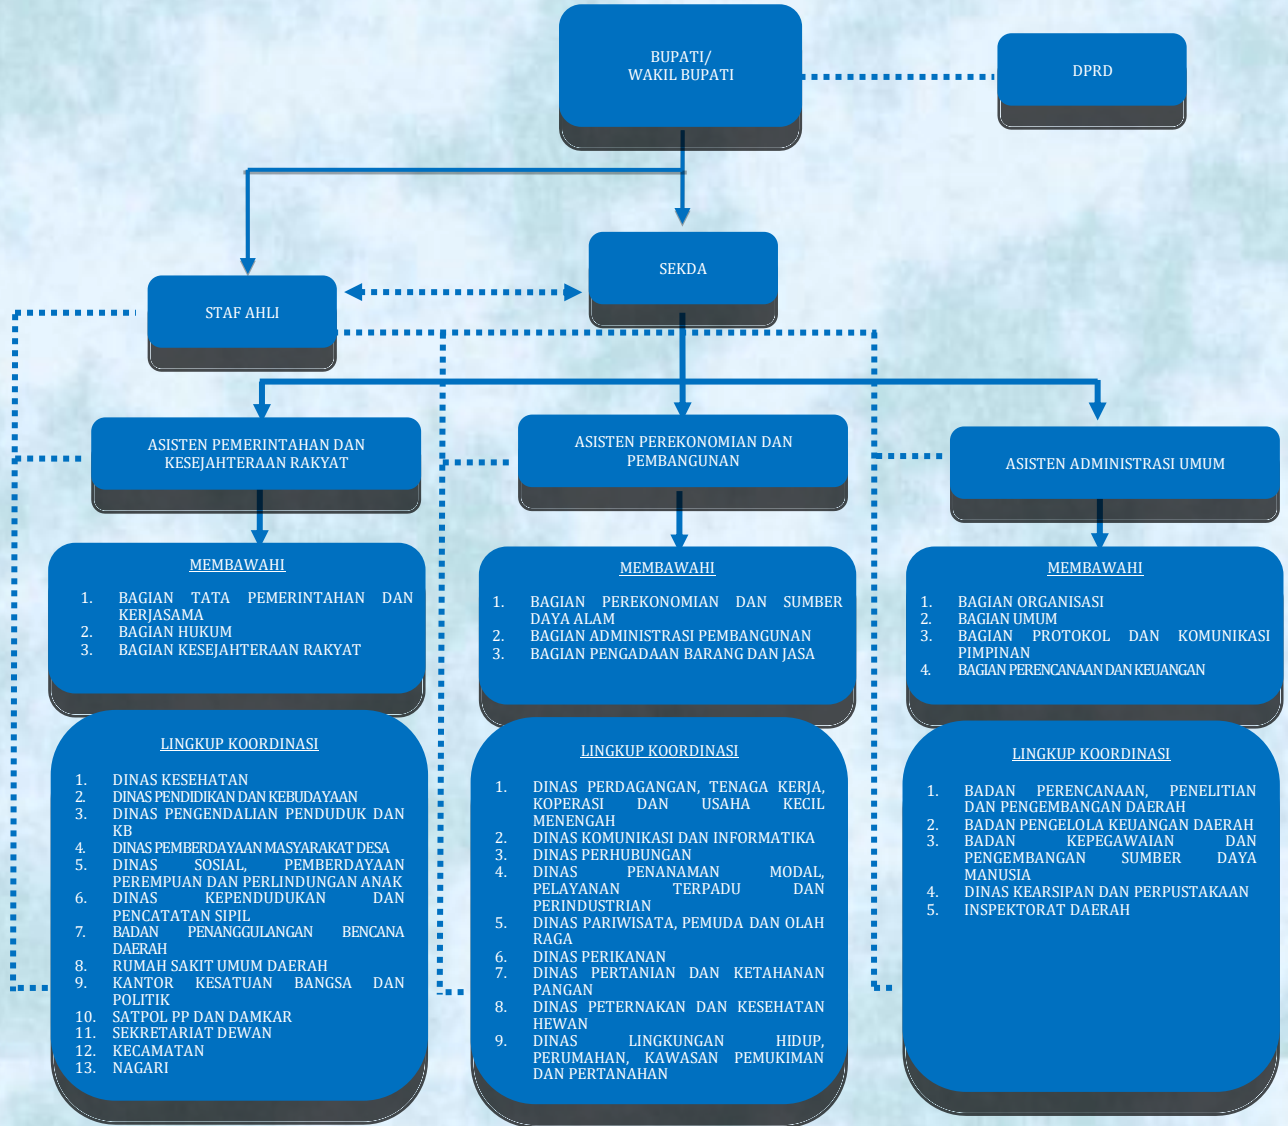 BUPATI/
WAKIL BUPATI
DPRD
SEKDA
STAF AHLI
ASISTEN PEMERINTAHAN DAN
KESEJAHTERAAN RAKYAT
ASISTEN PEREKONOMIAN DAN
PEMBANGUNAN
ASISTEN ADMINISTRASI UMUM
MEMBAWAHI
1. BAGIAN TATA PEMERINTAHAN DAN
KERJASAMA
2. BAGIAN HUKUM
3. BAGIAN KESEJAHTERAAN RAKYAT
MEMBAWAHI
1. BAGIAN PEREKONOMIAN DAN SUMBER
DAYA ALAM
2. BAGIAN ADMINISTRASI PEMBANGUNAN
3. BAGIAN PENGADAAN BARANG DAN JASA
MEMBAWAHI
1. BAGIAN ORGANISASI
2. BAGIAN UMUM
3. BAGIAN PROTOKOL DAN KOMUNIKASI
PIMPINAN
4. BAGIAN PERENCANAAN DAN KEUANGAN
LINGKUP KOORDINASI
1. DINAS KESEHATAN
2. DINAS PENDIDIKAN DAN KEBUDAYAAN
3. DINAS PENGENDALIAN PENDUDUK DAN
KB
4. DINAS PEMBERDAYAAN MASYARAKAT DESA
5. DINAS SOSIAL, PEMBERDAYAAN
PEREMPUAN DAN PERLINDUNGAN ANAK
6. DINAS KEPENDUDUKAN DAN
PENCATATAN SIPIL
7. BADAN PENANGGULANGAN BENCANA
DAERAH
8. RUMAH SAKIT UMUM DAERAH
9. KANTOR KESATUAN BANGSA DAN
POLITIK
10. SATPOL PP DAN DAMKAR
11. SEKRETARIAT DEWAN
12. KECAMATAN
13. NAGARI
LINGKUP KOORDINASI
1. DINAS PERDAGANGAN, TENAGA KERJA,
KOPERASI DAN USAHA KECIL
MENENGAH
2. DINAS KOMUNIKASI DAN INFORMATIKA
3. DINAS PERHUBUNGAN
4. DINAS PENANAMAN MODAL,
PELAYANAN TERPADU DAN
PERINDUSTRIAN
5. DINAS PARIWISATA, PEMUDA DAN OLAH
RAGA
6. DINAS PERIKANAN
7. DINAS PERTANIAN DAN KETAHANAN
PANGAN
8. DINAS PETERNAKAN DAN KESEHATAN
HEWAN
9. DINAS LINGKUNGAN HIDUP,
PERUMAHAN, KAWASAN PEMUKIMAN
DAN PERTANAHAN
LINGKUP KOORDINASI
1. BADAN PERENCANAAN, PENELITIAN
DAN PENGEMBANGAN DAERAH
2. BADAN PENGELOLA KEUANGAN DAERAH
3. BADAN KEPEGAWAIAN DAN
PENGEMBANGAN SUMBER DAYA
MANUSIA
4. DINAS KEARSIPAN DAN PERPUSTAKAAN
5. INSPEKTORAT DAERAH